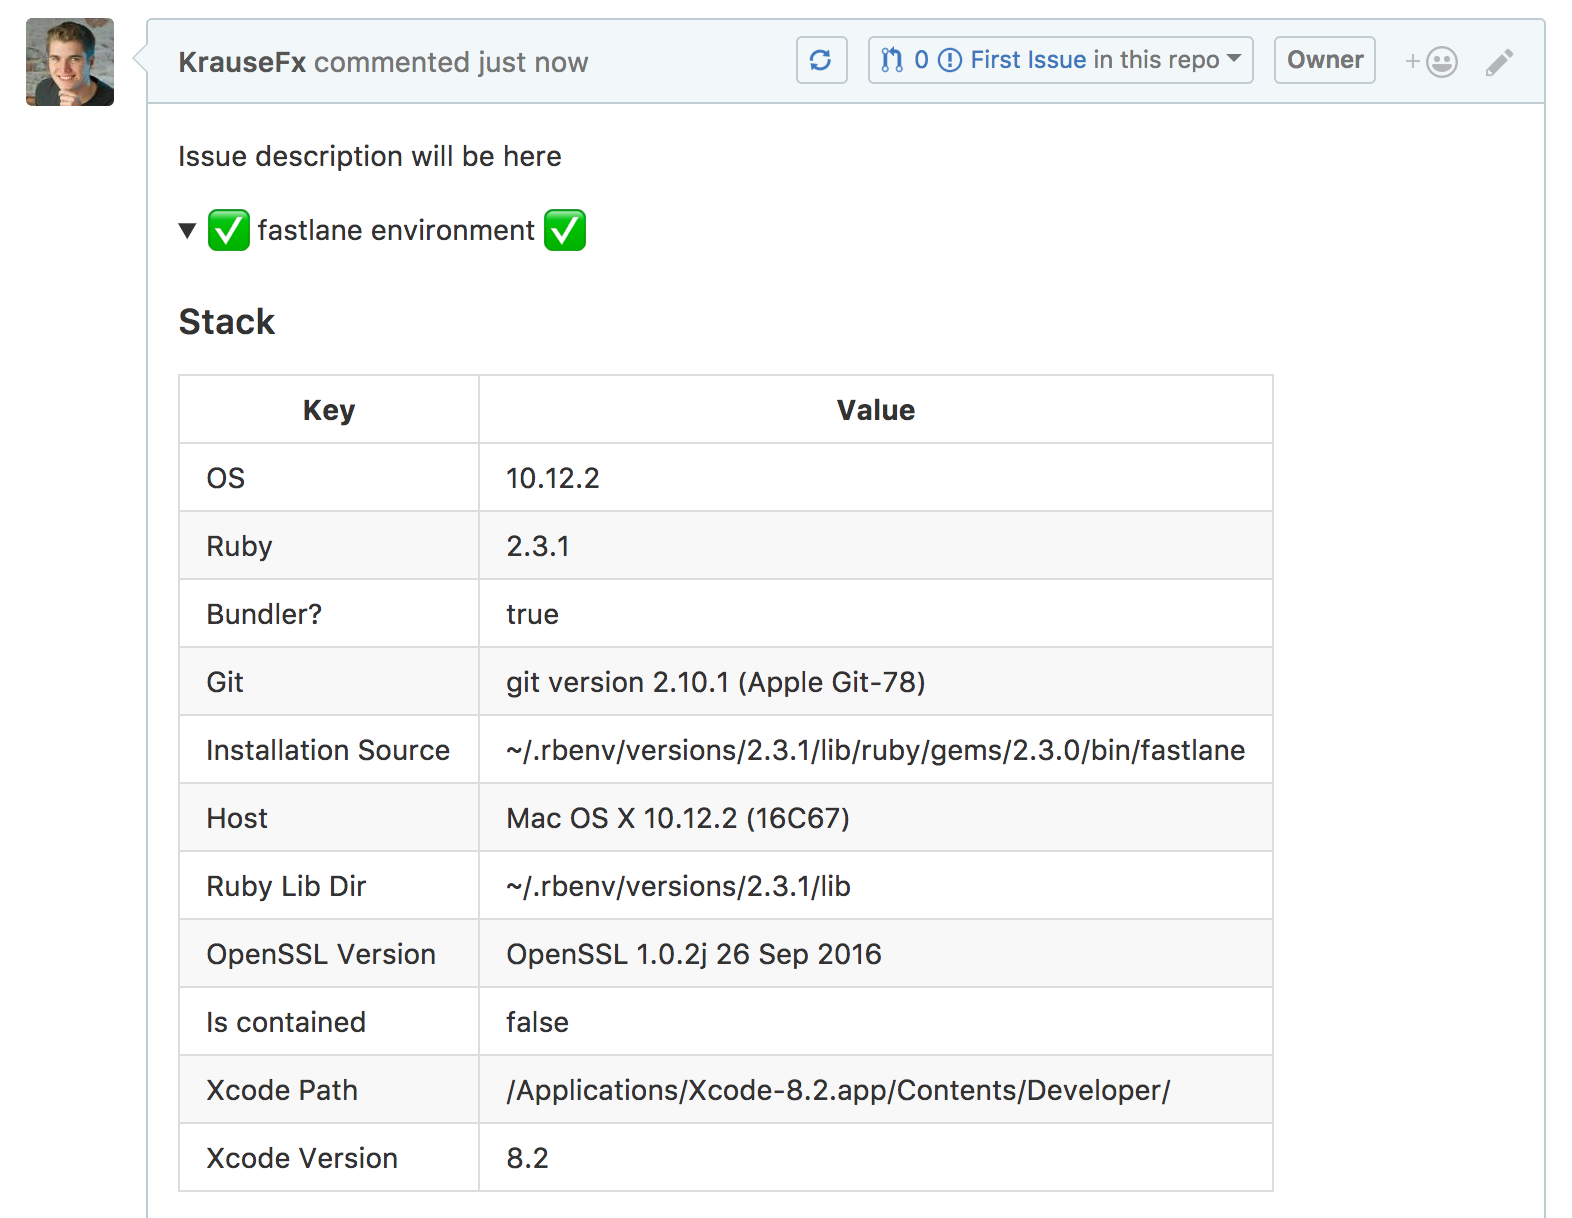 KrauseFx commented just now 0 First Issue in this repo Owner
Issue description will be here
fastlane environment
Stack
Key Value
OS 10.12.2
Ruby 2.3.1
Bundler? true
Git git version 2.10.1 (Apple Git-78)
Installation Source ~/.rbenv/versions/2.3.1/lib/ruby/gems/2.3.0/bin/fastlane
Host Mac OS X 10.12.2 (16C67)
Ruby Lib Dir ~/.rbenv/versions/2.3.1/lib
OpenSSL Version OpenSSL 1.0.2j 26 Sep 2016
Is contained false
Xcode Path /Applications/Xcode-8.2.app/Contents/Developer/
Xcode Version 8.2